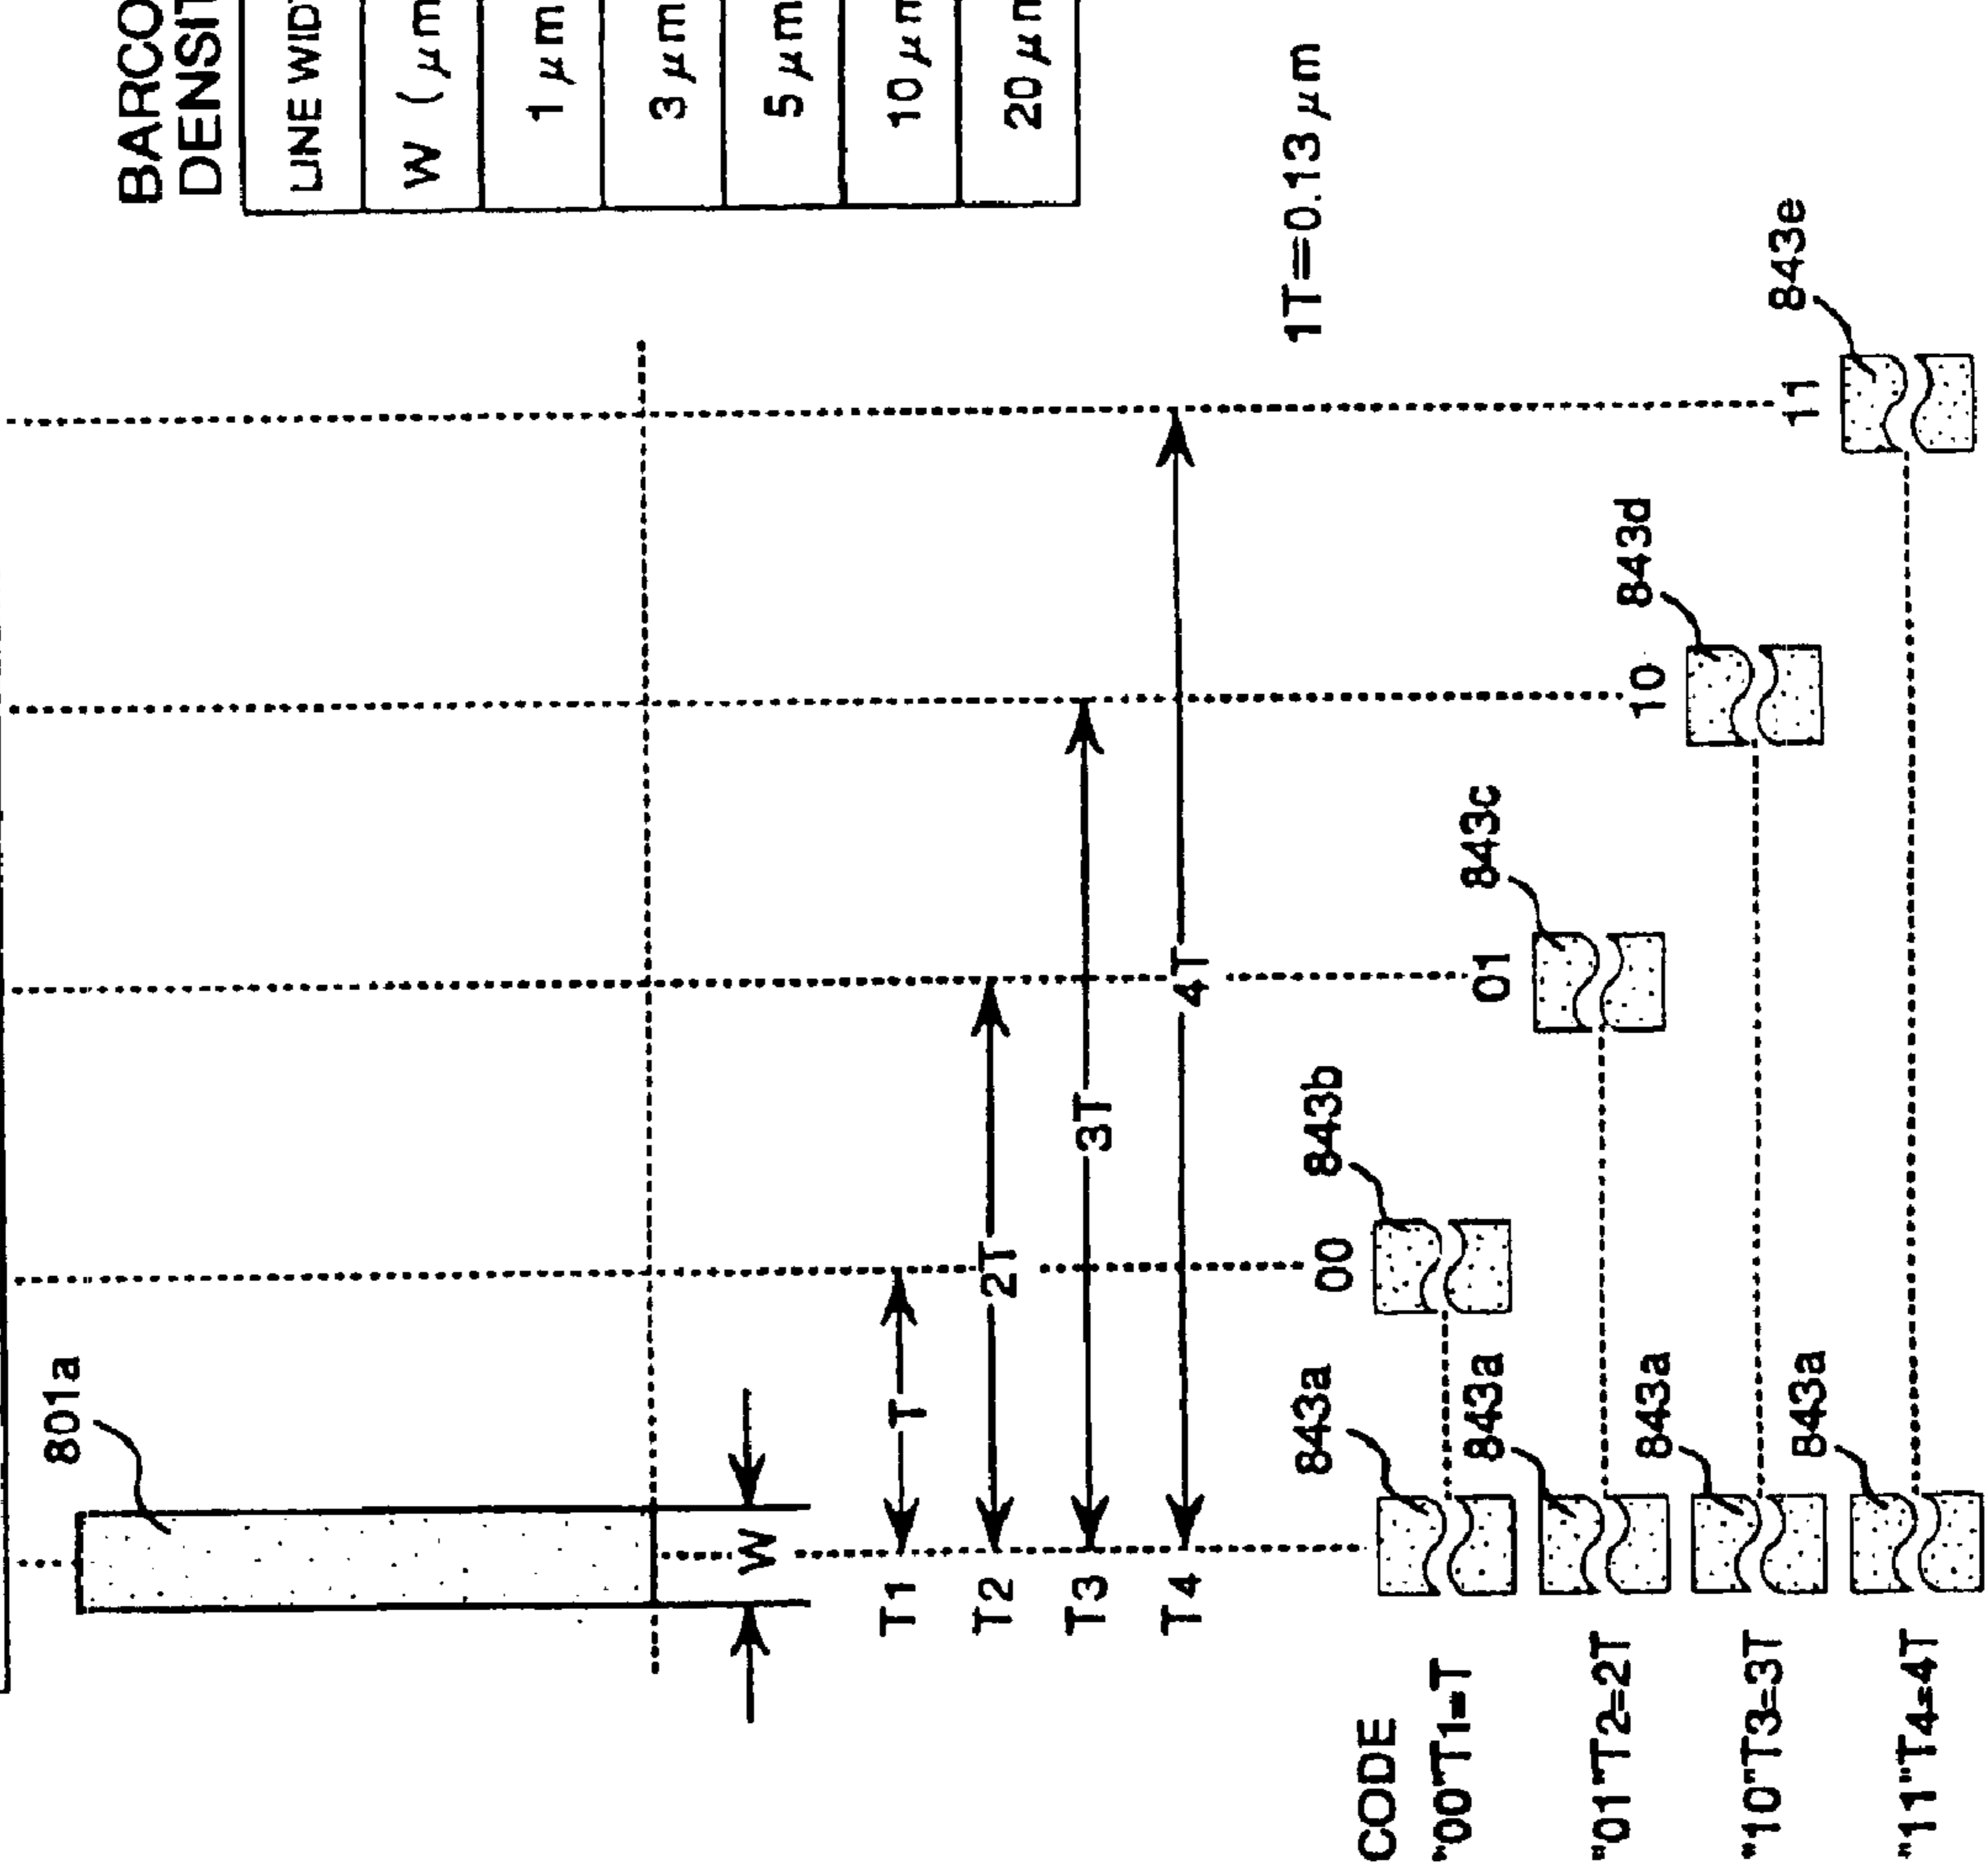 BARCO
DENSIT
LINE WIDT
W (μm
1 μm
3 μm
5 μm
10 μm
20 μm
1T=0.13 μm
801a
W
T1
T
T2
2T
T3
3T
T4
4T
843a
00
843b
843a
01
843c
843a
10
843d
843a
11
843e
CODE
"00"T1=T
"01"T2=2T
"10"T3=3T
"11"T4=4T